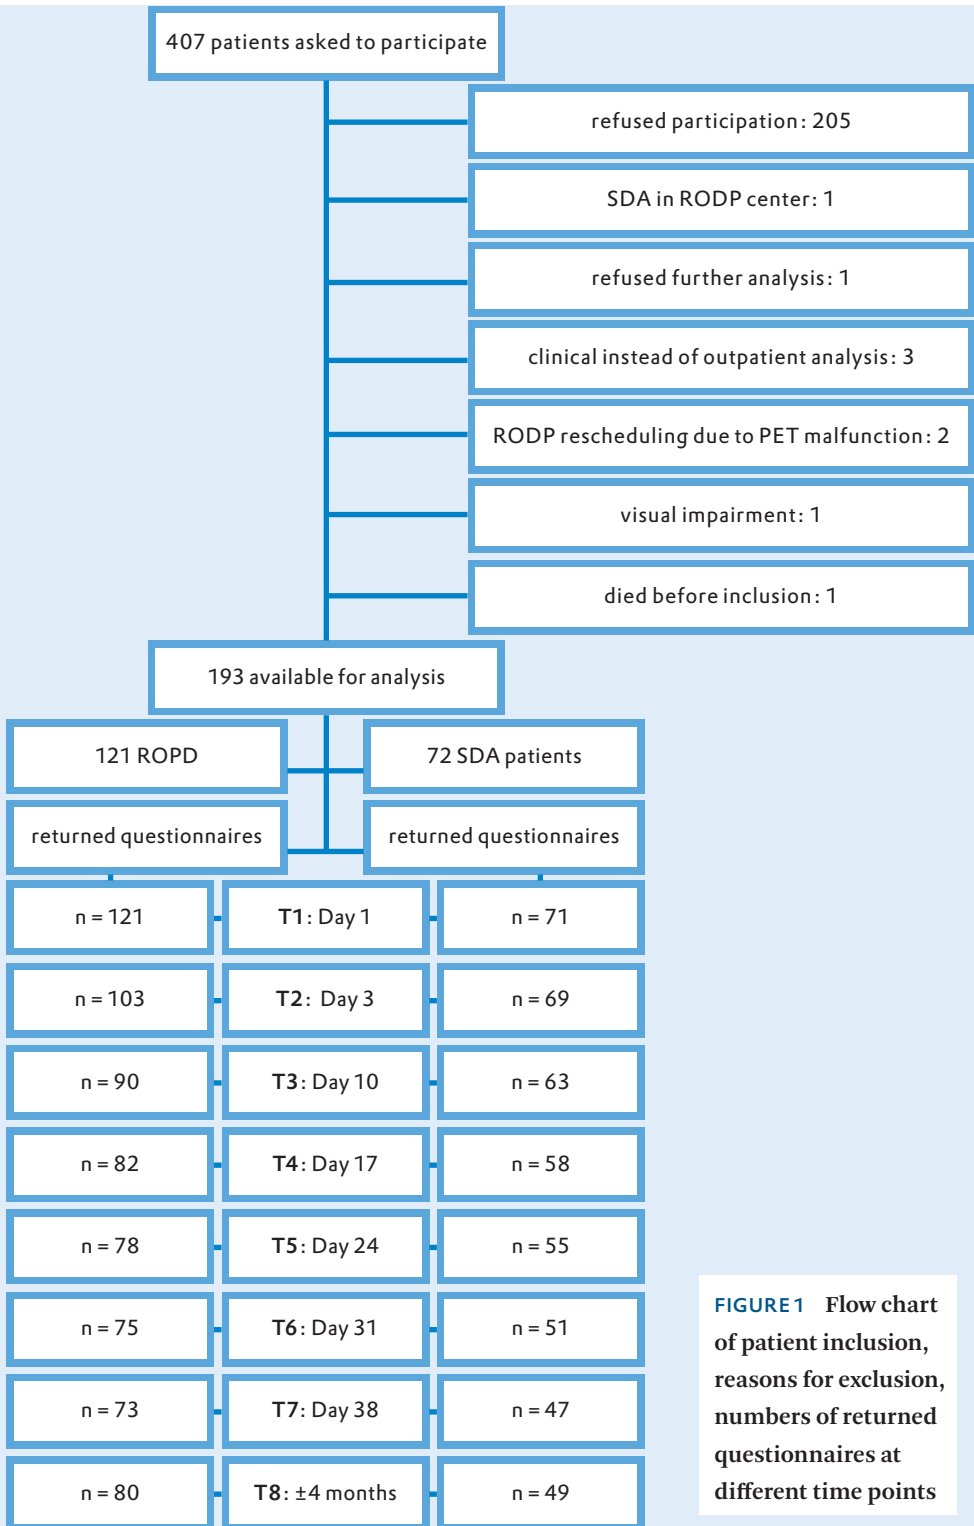 407 patients asked to participate
refused participation: 205
SDA in RODP center: 1
refused further analysis: 1
clinical instead of outpatient analysis: 3
RODP rescheduling due to PET malfunction: 2
visual impairment: 1
died before inclusion: 1
193 available for analysis
121 ROPD
72 SDA patients
returned questionnaires
returned questionnaires
n = 121
T1: Day 1
n = 71
n = 103
T2: Day 3
n = 69
n = 90
T3: Day 10
n = 63
n = 82
T4: Day 17
n = 58
n = 78
T5: Day 24
n = 55
n = 75
T6: Day 31
n = 51
n = 73
T7: Day 38
n = 47
n = 80
T8: ±4 months
n = 49
FIGURE 1 Flow chart
of patient inclusion,
reasons for exclusion,
numbers of returned
questionnaires at
different time points